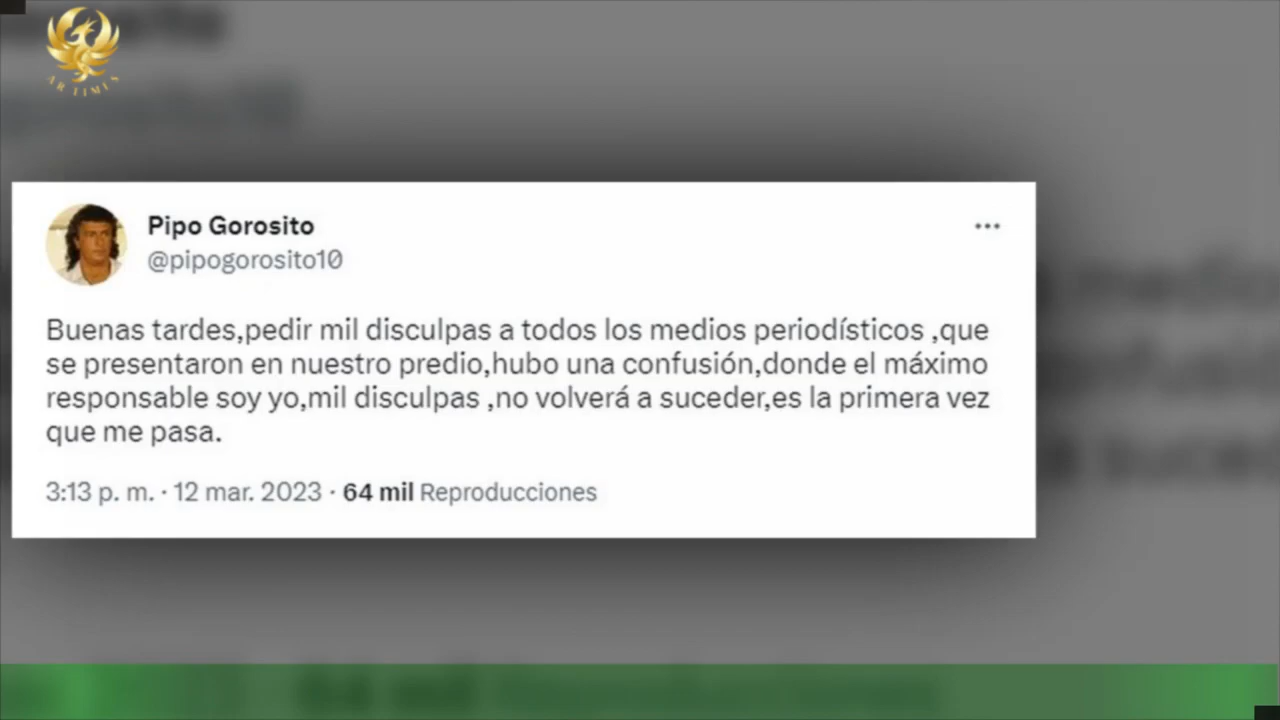 AR TIMES
Pipo Gorosito
@pipogorosito10
Buenas tardes,pedir mil disculpas a todos los medios periodísticos ,que
se presentaron en nuestro predio,hubo una confusión,donde el máximo
responsable soy yo,mil disculpas ,no volverá a suceder,es la primera vez
que me pasa.
3:13 p. m. · 12 mar. 2023 · 64 mil Reproducciones